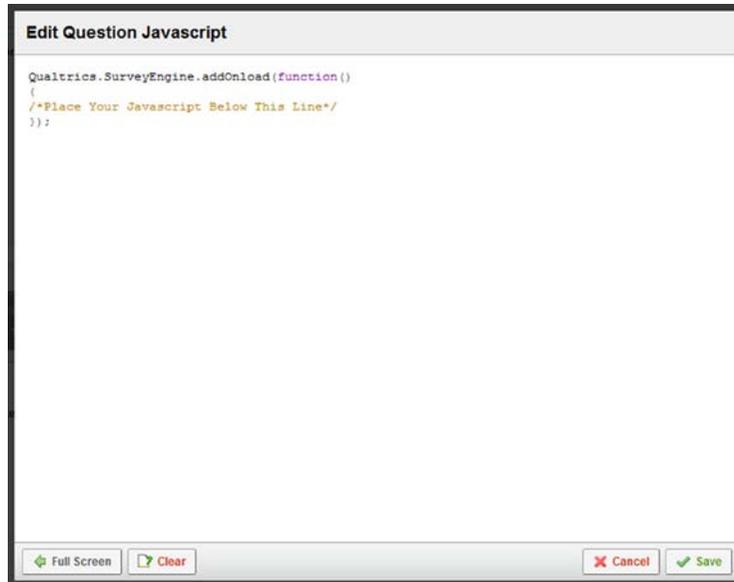 Edit Question Javascript
Qualtrics.SurveyEngine.addOnload(function()
{
/*Place Your Javascript Below This Line*/
});
Full Screen
Clear
Cancel
Save